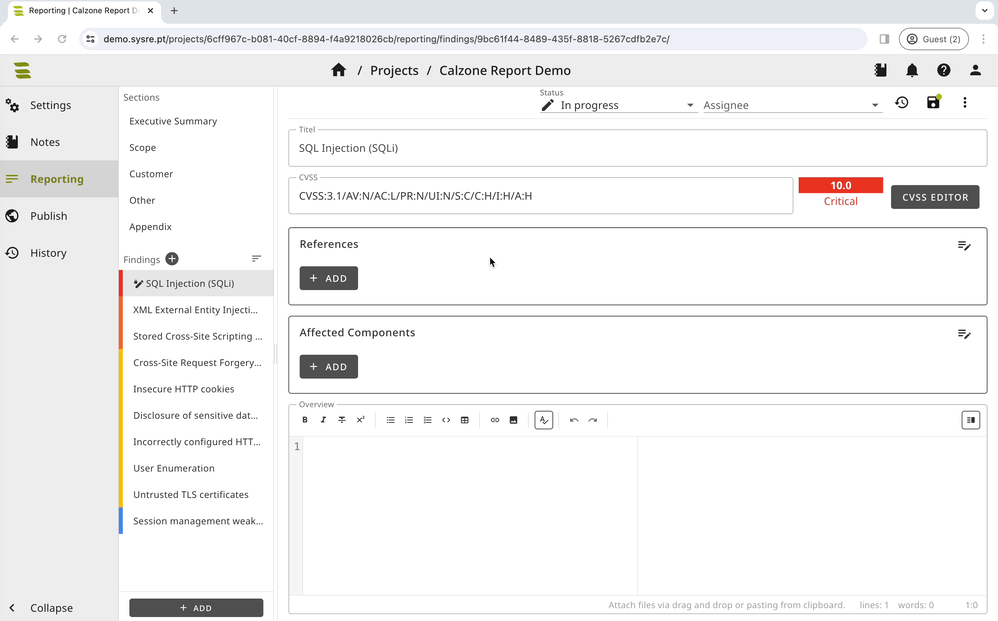 Reporting | Calzone Report D
demo.sysre.pt/projects/6cff967c-b081-40cf-8894-f4a9218026cb/reporting/findings/9bc61f44-8489-435f-8818-5267cdfb2e7c/
Guest (2)
/ Projects / Calzone Report Demo
Settings
Notes
Reporting
Publish
History
Collapse
Sections
Executive Summary
Scope
Customer
Other
Appendix
Findings
SQL Injection (SQLi)
XML External Entity Injecti...
Stored Cross-Site Scripting ...
Cross-Site Request Forgery...
Insecure HTTP cookies
Disclosure of sensitive dat...
Incorrectly configured HTT...
User Enumeration
Untrusted TLS certificates
Session management weak...
+ ADD
Status
In progress
Assignee
Titel
SQL Injection (SQLi)
CVSS
CVSS:3.1/AV:N/AC:L/PR:N/UI:N/S:C/C:H/I:H/A:H
10.0
Critical
CVSS EDITOR
References
+ ADD
Affected Components
+ ADD
Overview
1
Attach files via drag and drop or pasting from clipboard. lines: 1 words: 0 1:0